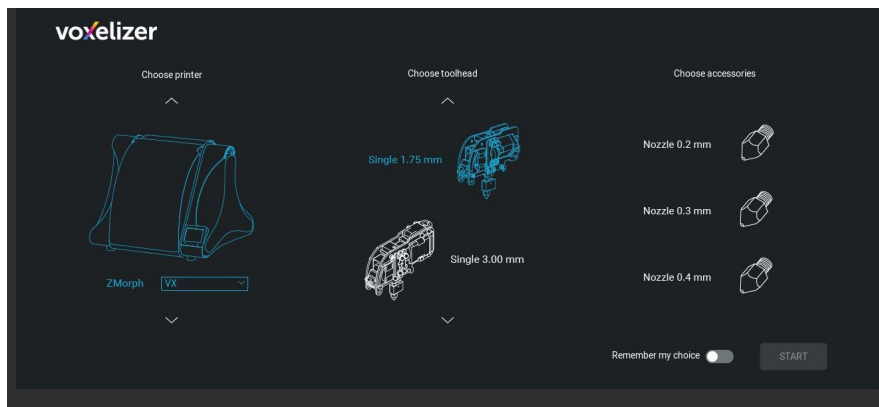 voxelizer
Choose printer
Choose toolhead
Choose accessories
Single 1.75 mm
Single 3.00 mm
ZMorph VX
Nozzle 0.2 mm
Nozzle 0.3 mm
Nozzle 0.4 mm
Remember my choice
START